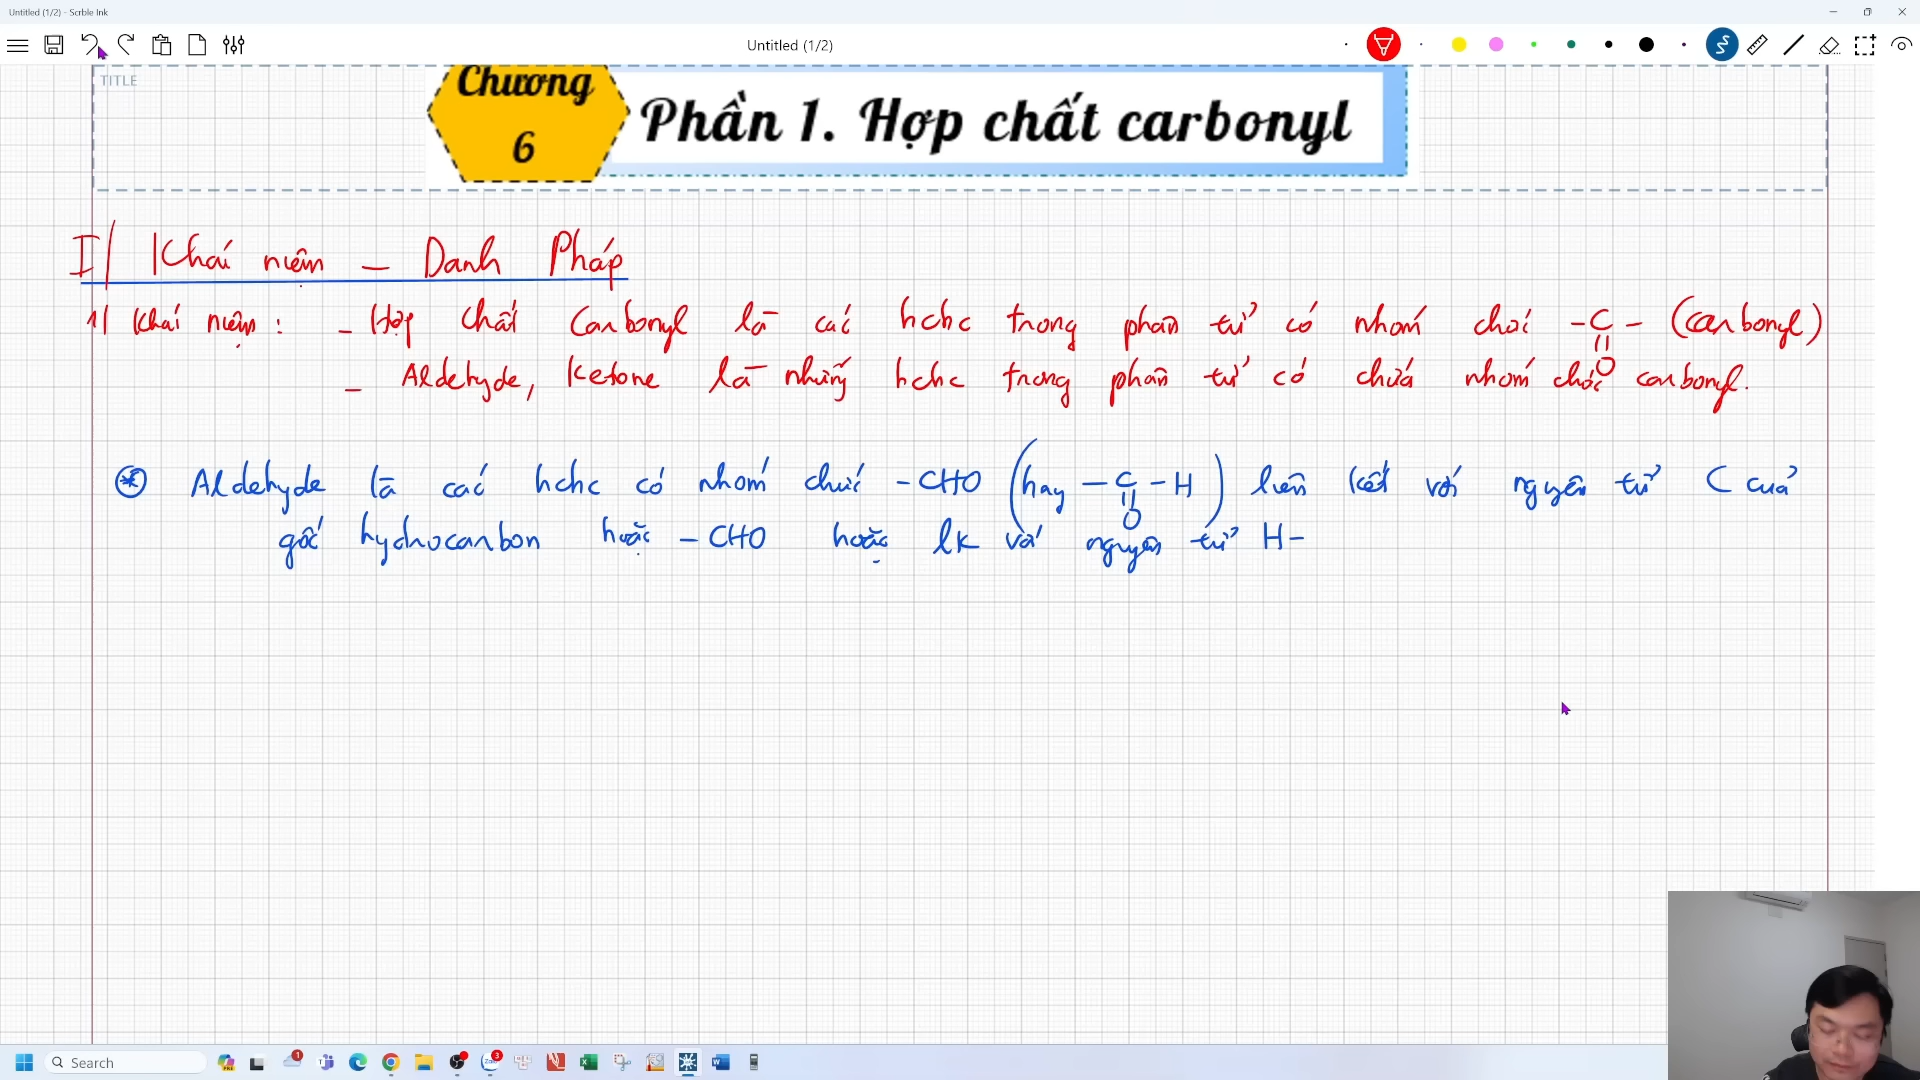 Untitled (1/2) - Scrble Ink
Untitled (1/2)
TITLE
Chương
6
Phần 1. Hợp chất carbonyl
I/ Khái niệm - Danh Pháp
1/ Khái niệm : - Hợp chất Carbonyl là các hchc trong phân tử có nhóm chức -C- (carbonyl)
||
O
- Aldehyde, Ketone là những hchc trong phân tử có chứa nhóm chức carbonyl.
* Aldehyde là các hchc có nhóm chức -CHO (hay -C-H) liên kết với nguyên tử C của
||
O
gốc hydrocarbon hoặc -CHO hoặc lk với nguyên tử H-
Search